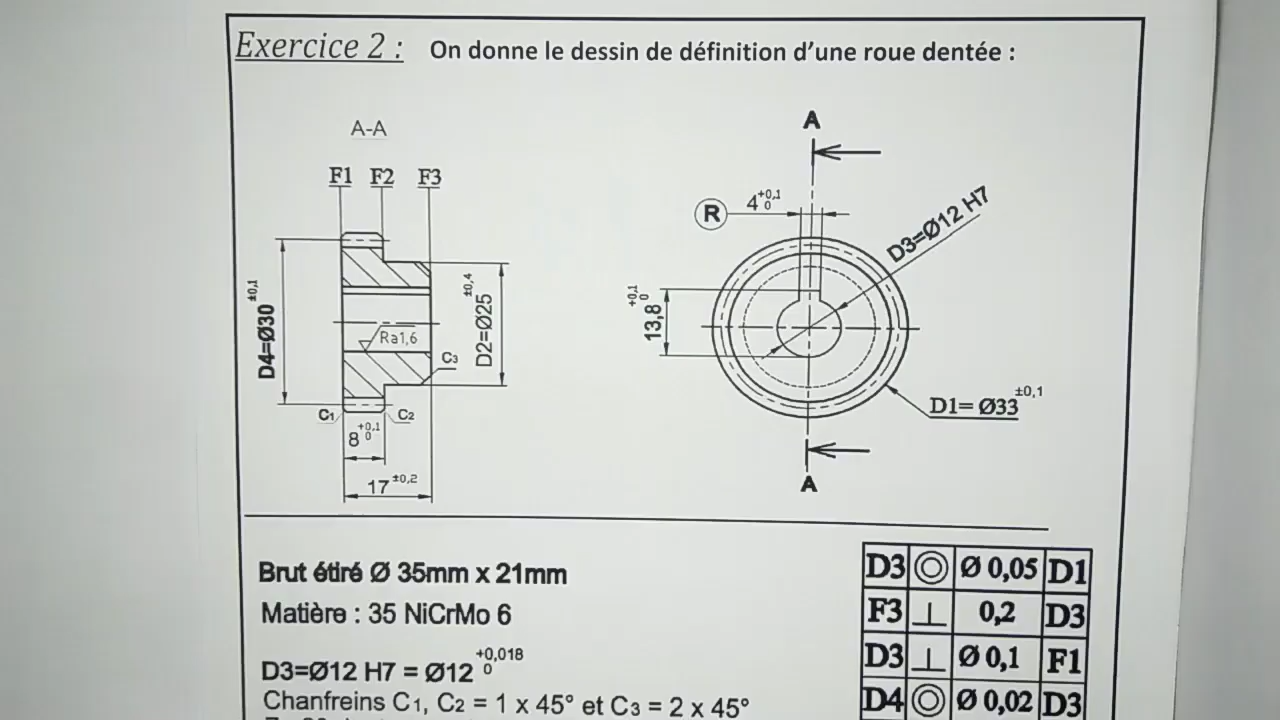 Exercice 2 : On donne le dessin de définition d'une roue dentée :
A-A
A
F1 F2 F3
R 4 +0,1 0
D3=Ø12 H7
D4=Ø30 ±0,1
Ra1,6
C3
D2=Ø25 ±0,4
13,8 +0,1 0
C1 C2
8 +0,1 0
17 ±0,2
D1= Ø33 ±0,1
A
Brut étiré Ø 35mm x 21mm
Matière : 35 NiCrMo 6
D3=Ø12 H7 = Ø12 +0,018 0
Chanfreins C1, C2 = 1 x 45° et C3 = 2 x 45°
D3 ◎ Ø 0,05 D1
F3 ⊥ 0,2 D3
D3 ⊥ Ø 0,1 F1
D4 ◎ Ø 0,02 D3